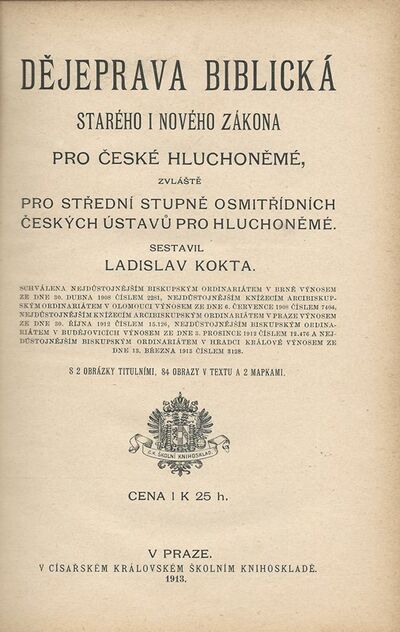 DĚJEPRAVA BIBLICKÁ
STARÉHO I NOVÉHO ZÁKONA
PRO ČESKÉ HLUCHONĚMÉ,
ZVLÁŠTĚ
PRO STŘEDNÍ STUPNĚ OSMITŘÍDNÍCH
ČESKÝCH ÚSTAVŮ PRO HLUCHONĚMÉ.
SESTAVIL
LADISLAV KOKTA.
SCHVÁLENA NEJDŮSTOJNĚJŠÍM BISKUPSKÝM ORDINARIÁTEM V BRNĚ VÝNOSEM
ZE DNE 30. DUBNA 1908 ČÍSLEM 2281, NEJDŮSTOJNĚJŠÍM KNÍŽECÍM ARCIBISKUP-
SKÝM ORDINARIÁTEM V OLOMOUCI VÝNOSEM ZE DNE 6. ČERVENCE 1908 ČÍSLEM 7404,
NEJDŮSTOJNĚJŠÍM KNÍŽECÍM ARCIBISKUPSKÝM ORDINARIÁTEM V PRAZE VÝNOSEM
ZE DNE 30. ŘÍJNA 1912 ČÍSLEM 15.126, NEJDŮSTOJNĚJŠÍM BISKUPSKÝM ORDINA-
RIÁTEM V BUDĚJOVICÍCH VÝNOSEM ZE DNE 3. PROSINCE 1912 ČÍSLEM 12.476 A NEJ-
DŮSTOJNĚJŠÍM BISKUPSKÝM ORDINARIÁTEM V HRADCI KRÁLOVÉ VÝNOSEM ZE
DNE 13. BŘEZNA 1913 ČÍSLEM 3128.
S 2 OBRÁZKY TITULNÍMI, 84 OBRAZY V TEXTU A 2 MAPKAMI.
C.K. ŠKOLNÍ KNIHOSKLAD.
CENA 1 K 25 h.
V PRAZE.
V CÍSAŘSKÉM KRÁLOVSKÉM ŠKOLNÍM KNIHOSKLADĚ.
1913.